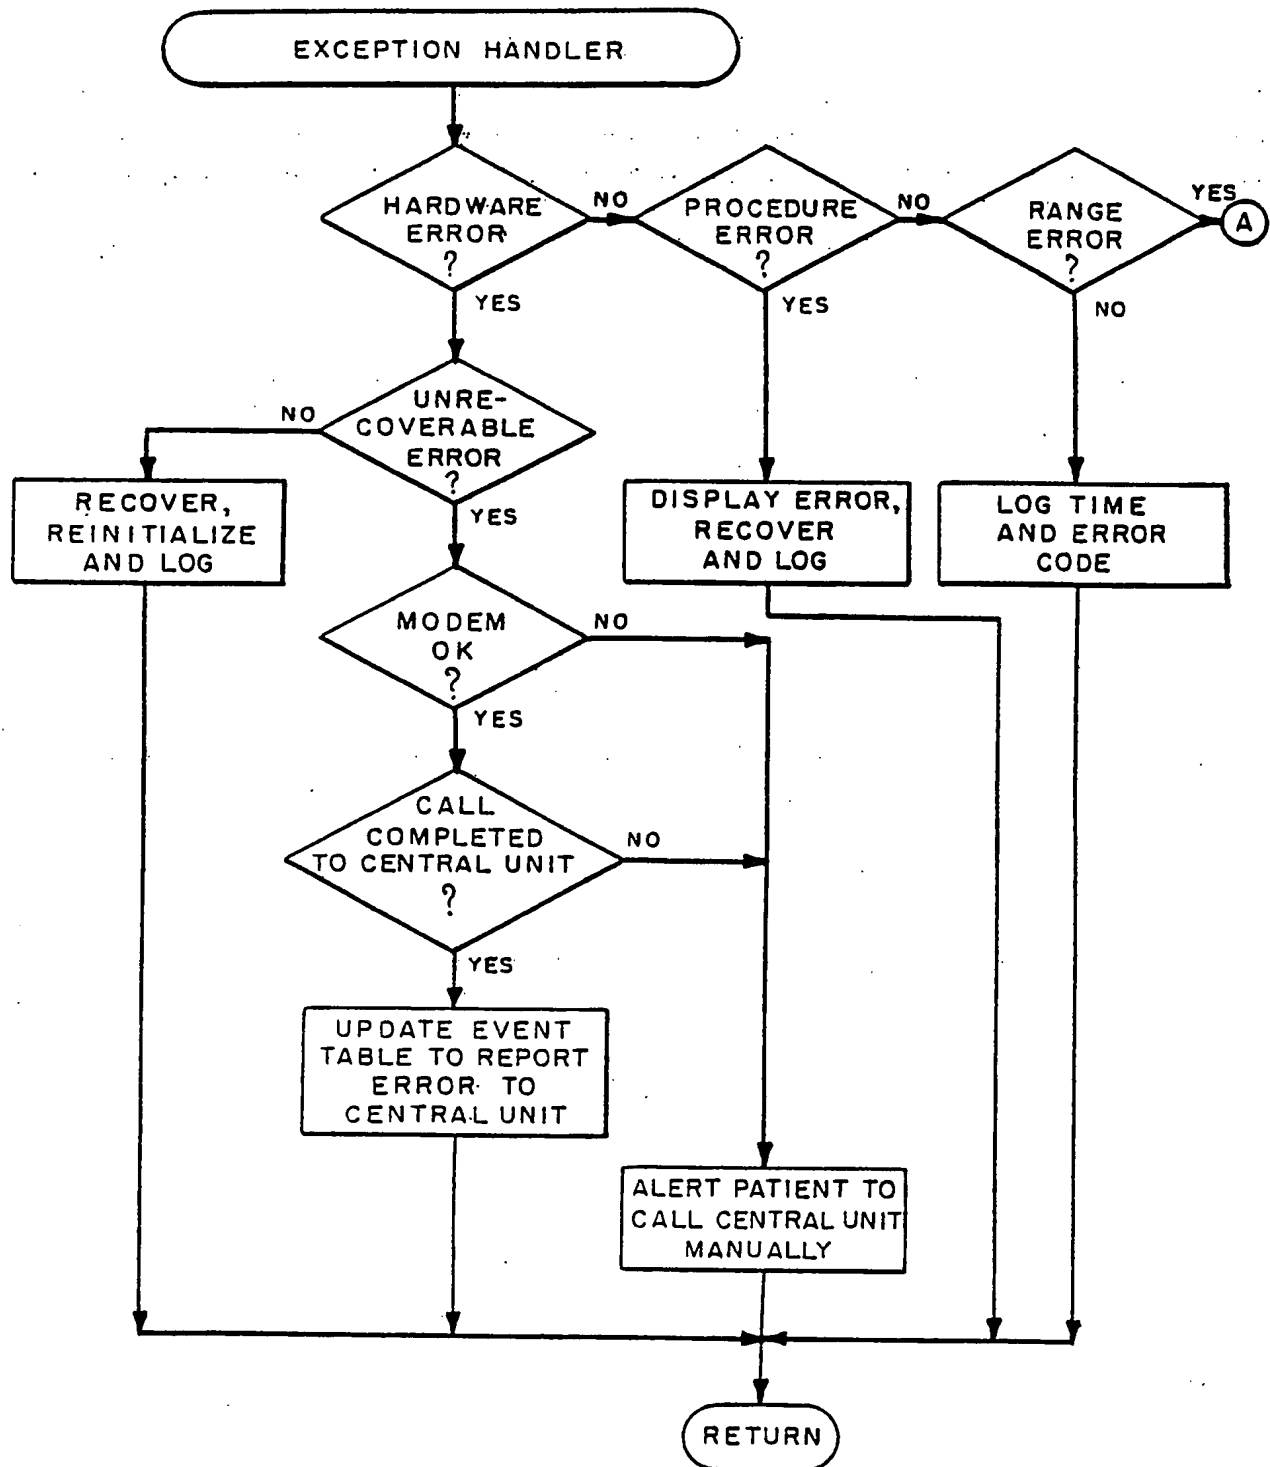 EXCEPTION HANDLER
HARDWARE
ERROR
?
NO
YES
PROCEDURE
ERROR
?
NO
YES
RANGE
ERROR
?
YES
A
NO
UNRE-
COVERABLE
ERROR
?
NO
YES
RECOVER,
REINITIALIZE
AND LOG
DISPLAY ERROR,
RECOVER
AND LOG
LOG TIME
AND ERROR
CODE
MODEM
OK
?
NO
YES
CALL
COMPLETED
TO CENTRAL UNIT
?
NO
YES
UPDATE EVENT
TABLE TO REPORT
ERROR TO
CENTRAL UNIT
ALERT PATIENT TO
CALL CENTRAL UNIT
MANUALLY
RETURN